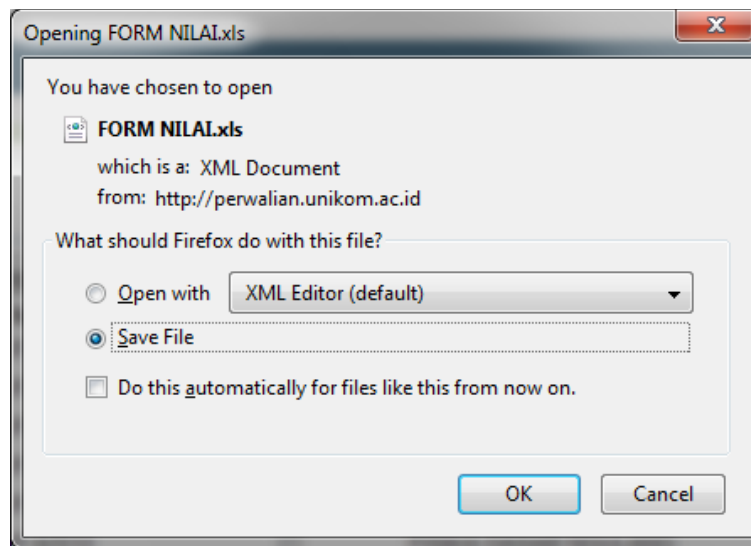 Opening FORM NILAI.xls
You have chosen to open
FORM NILAI.xls
which is a: XML Document
from: http://perwalian.unikom.ac.id
What should Firefox do with this file?
Open with XML Editor (default)
Save File
Do this automatically for files like this from now on.
OK Cancel